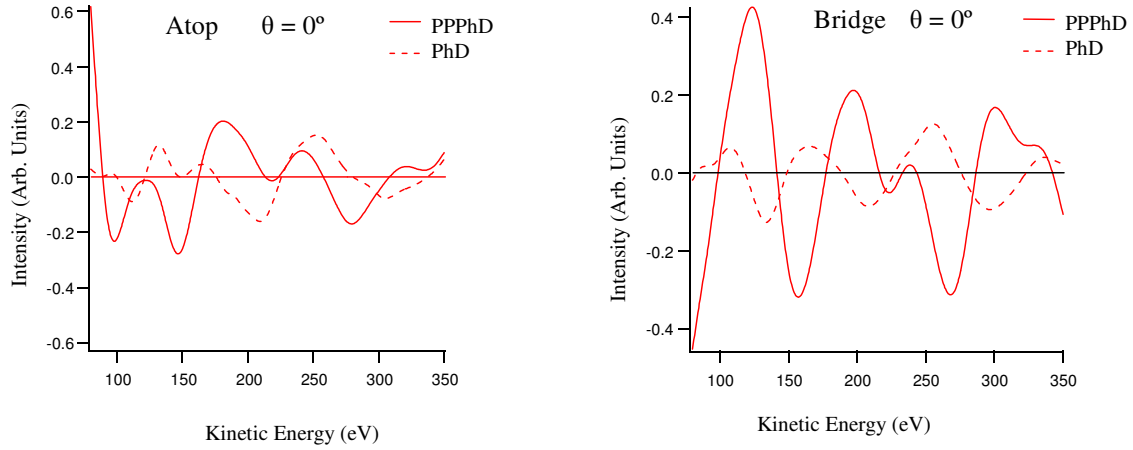 Atop θ = 0º
PPPhD
PhD
Intensity (Arb. Units)
0.6
0.4
0.2
0.0
-0.2
-0.4
-0.6
100 150 200 250 300 350
Kinetic Energy (eV)
Bridge θ = 0º
PPPhD
PhD
Intensity (Arb. Units)
0.4
0.2
0.0
-0.2
-0.4
100 150 200 250 300 350
Kinetic Energy (eV)